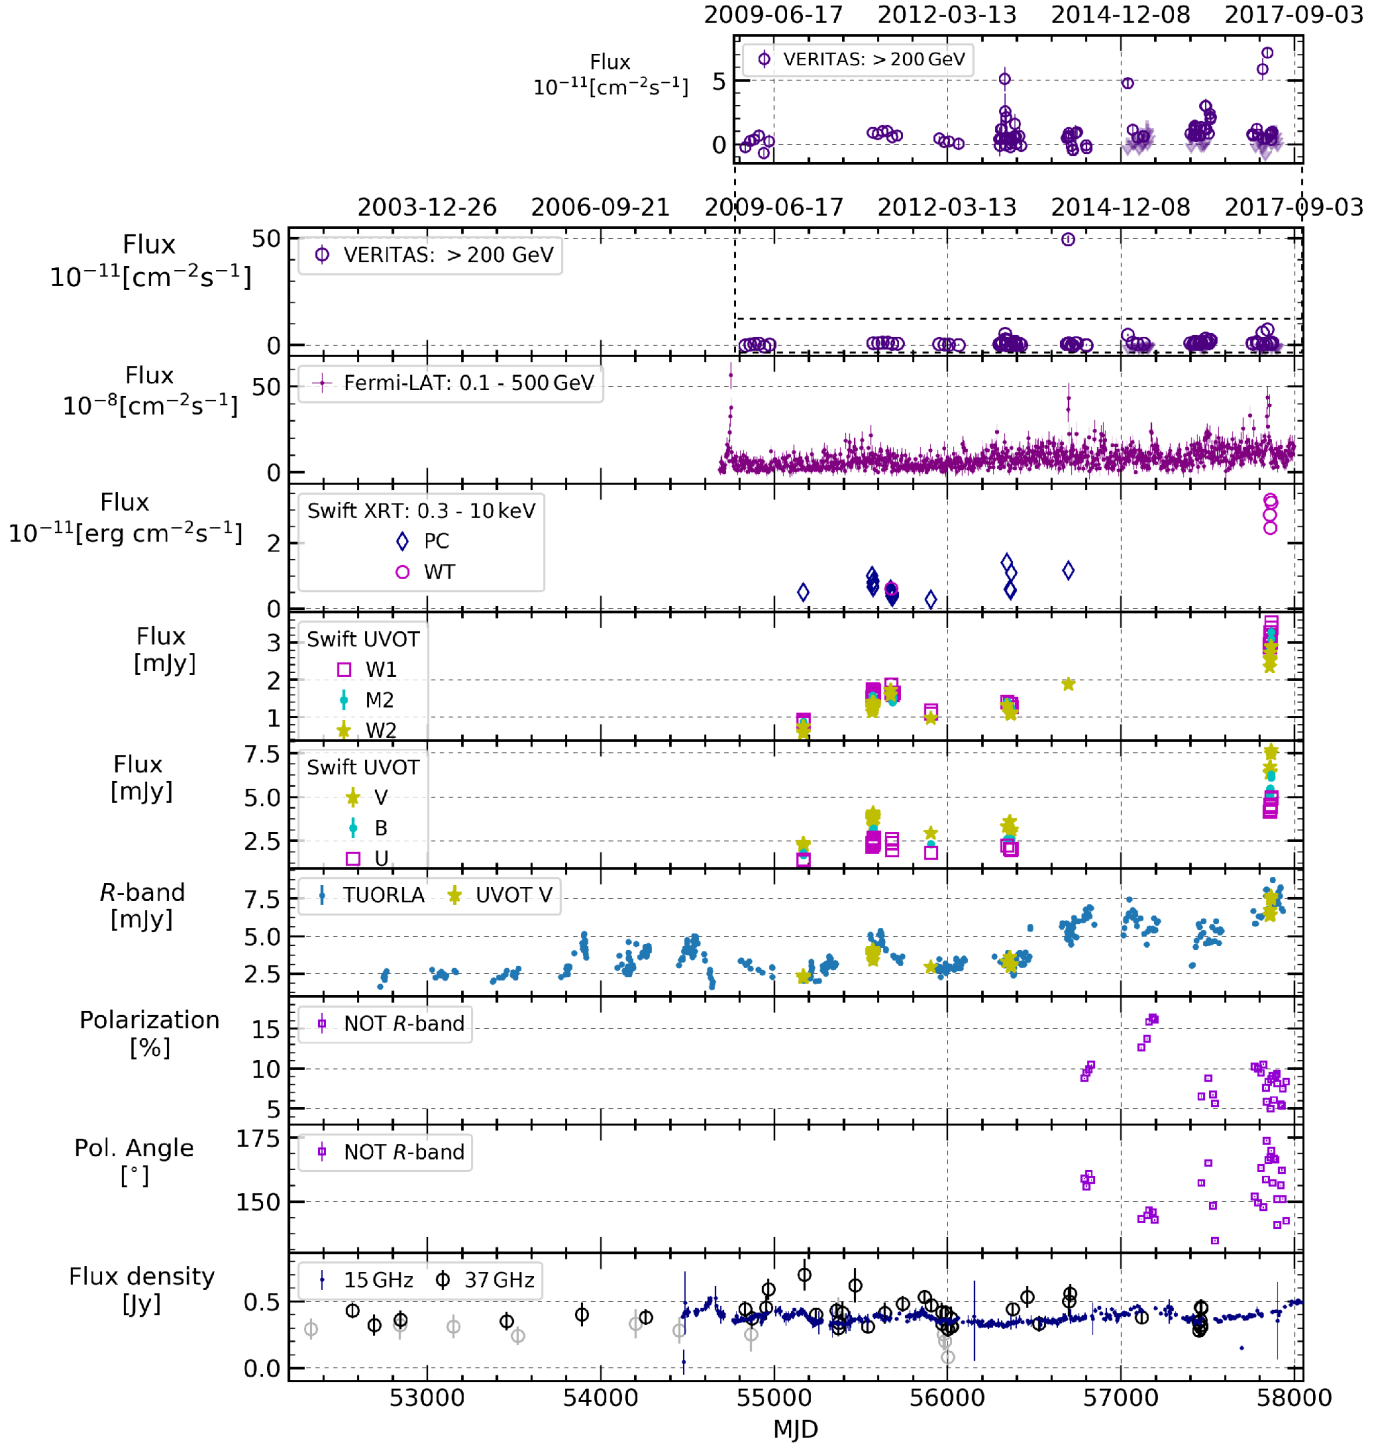 2009-06-17 2012-03-13 2014-12-08 2017-09-03
Flux
10⁻¹¹[cm⁻²s⁻¹]
VERITAS: > 200 GeV
5
0
2003-12-26 2006-09-21 2009-06-17 2012-03-13 2014-12-08 2017-09-03
Flux
10⁻¹¹[cm⁻²s⁻¹]
50
0
VERITAS: > 200 GeV
Flux
10⁻⁸[cm⁻²s⁻¹]
50
0
Fermi-LAT: 0.1 - 500 GeV
Flux
10⁻¹¹[erg cm⁻²s⁻¹]
2
0
Swift XRT: 0.3 - 10 keV
PC
WT
Flux
[mJy]
3
2
1
Swift UVOT
W1
M2
W2
Flux
[mJy]
7.5
5.0
2.5
Swift UVOT
V
B
U
R-band
[mJy]
7.5
5.0
2.5
TUORLA UVOT V
Polarization
[%]
15
10
5
NOT R-band
Pol. Angle
[°]
175
150
NOT R-band
Flux density
[Jy]
0.5
0.0
15 GHz 37 GHz
53000 54000 55000 56000 57000 58000
MJD